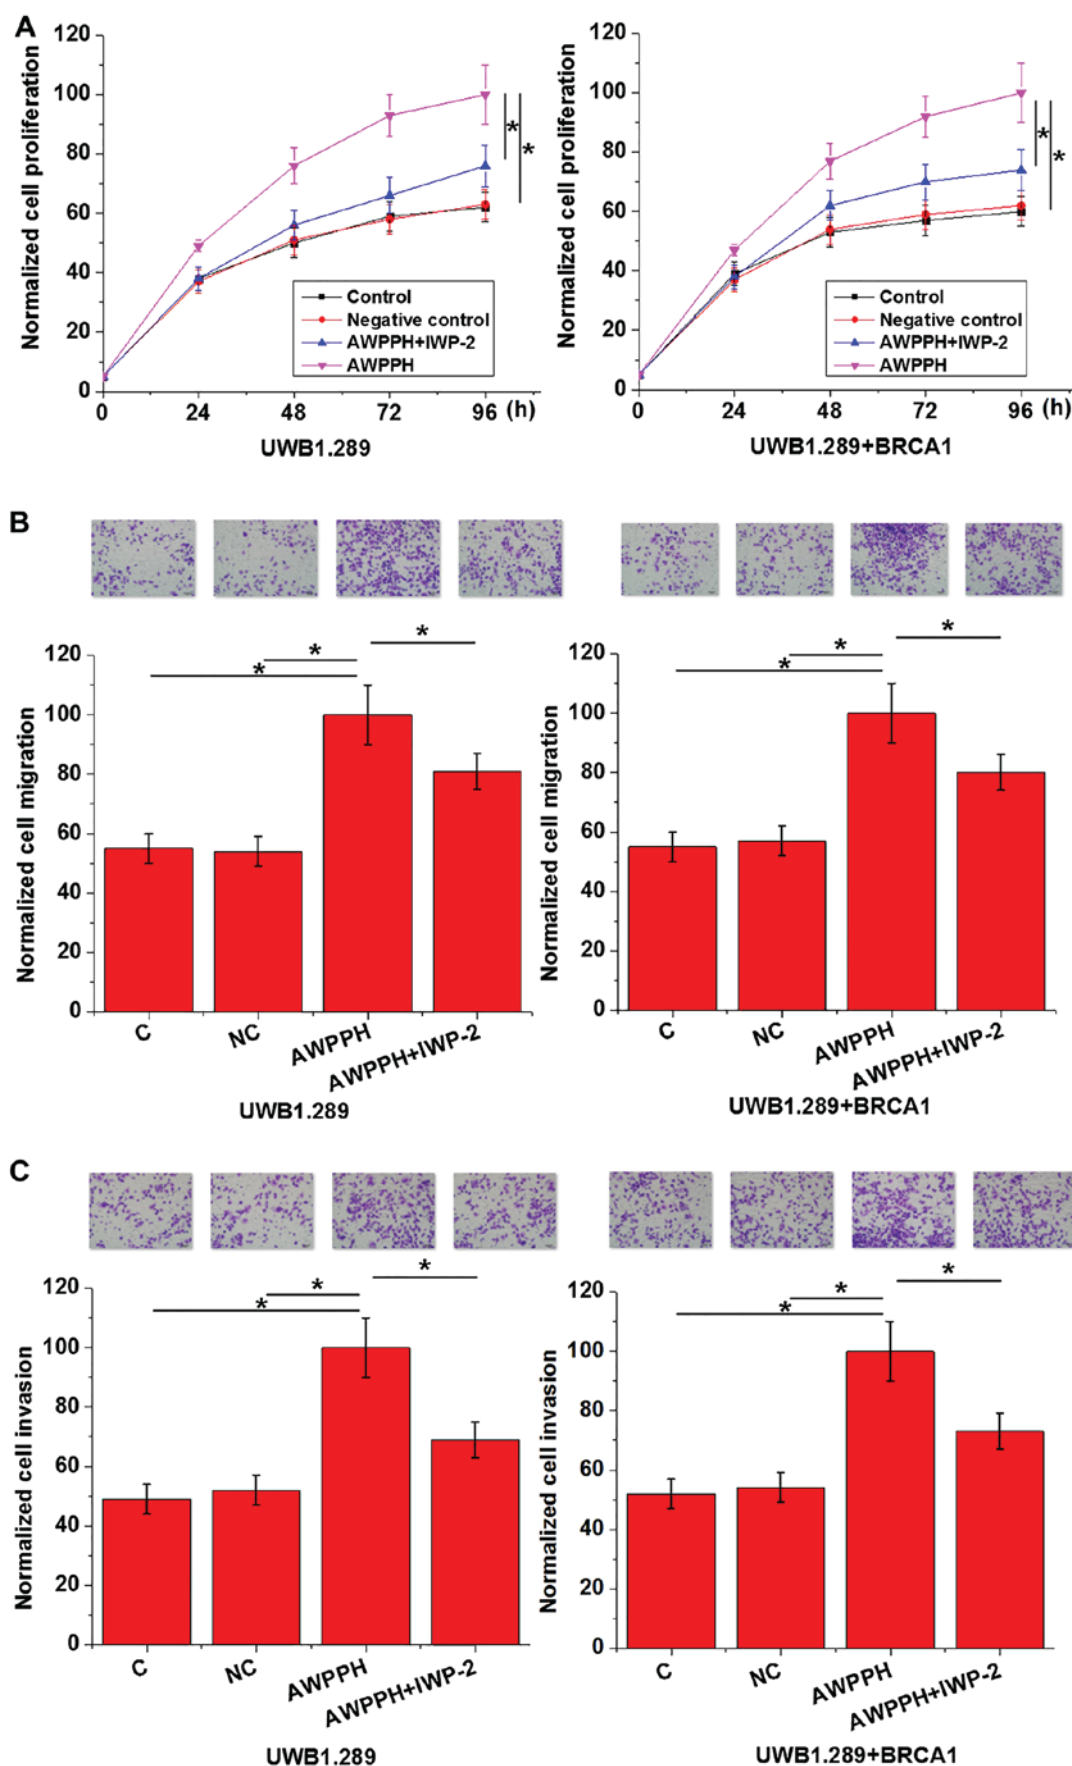 A
Normalized cell proliferation
120
100
80
60
40
20
0
0 24 48 72 96 (h)
*
*
Control
Negative control
AWPPH+IWP-2
AWPPH
UWB1.289
Normalized cell proliferation
120
100
80
60
40
20
0
0 24 48 72 96 (h)
*
*
Control
Negative control
AWPPH+IWP-2
AWPPH
UWB1.289+BRCA1
B
Normalized cell migration
120
100
80
60
40
20
0
*
*
*
C NC AWPPH AWPPH+IWP-2
UWB1.289
Normalized cell migration
120
100
80
60
40
20
0
*
*
*
C NC AWPPH AWPPH+IWP-2
UWB1.289+BRCA1
C
Normalized cell invasion
120
100
80
60
40
20
0
*
*
*
C NC AWPPH AWPPH+IWP-2
UWB1.289
Normalized cell invasion
120
100
80
60
40
20
0
*
*
*
C NC AWPPH AWPPH+IWP-2
UWB1.289+BRCA1